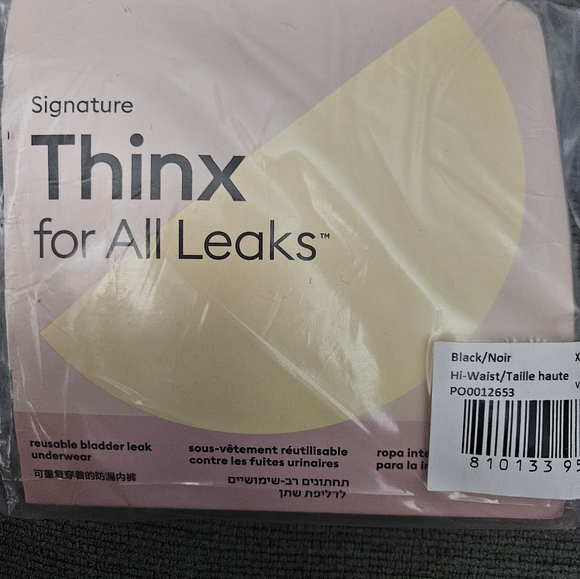 Signature
Thinx
for All Leaks™
Black/Noir
Hi-Waist/Taille haute
PO0012653
810133 95
reusable bladder leak
underwear
可重复穿着的防漏内裤
sous-vêtement réutilisable
contre les fuites urinaires
תחתונים רב-שימושיים
לדליפת שתן
ropa
para la